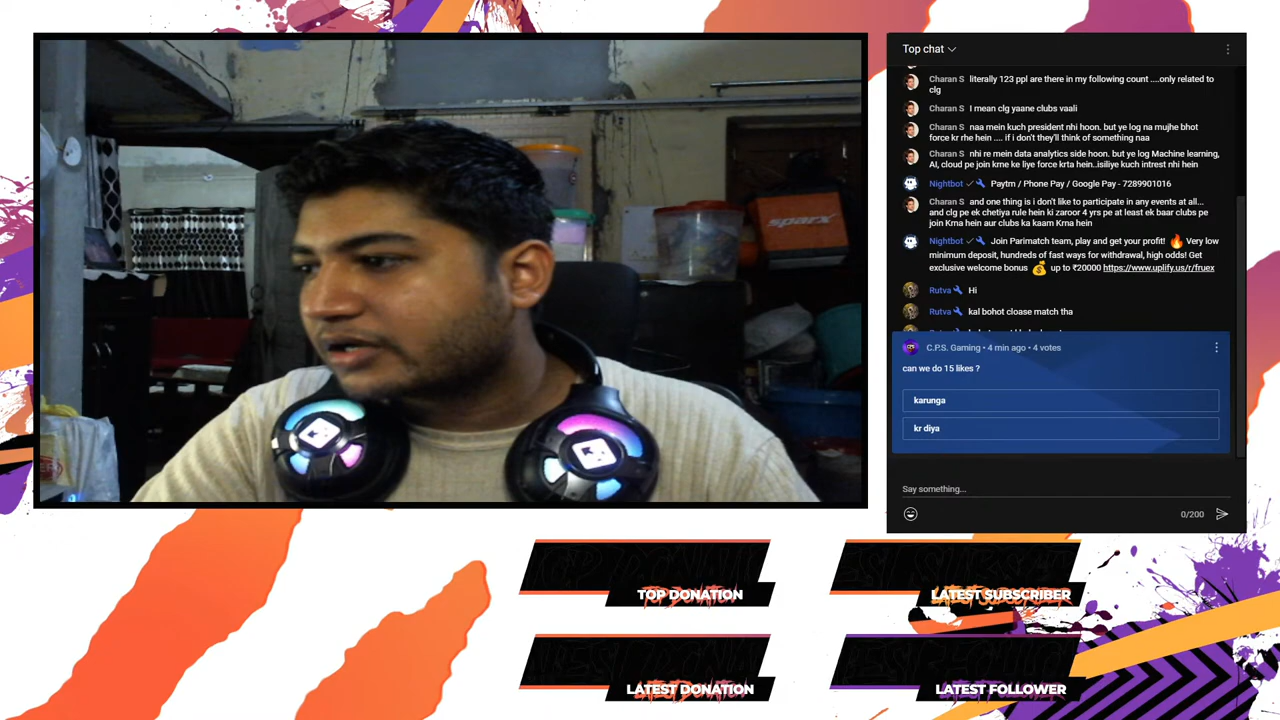 Top chat
Charan S literally 123 ppl are there in my following count ....only related to
clg
Charan S I mean clg yaane clubs vaali
Charan S naa mein kuch president nhi hoon. but ye log na mujhe bhot
force kr rhe hein .... if i don't they'll think of something naa
Charan S nhi re mein data analytics side hoon. but ye log Machine learning,
AI, cloud pe join krne ke liye force krta hein..isiliye kuch intrest nhi hein
Nightbot Paytm / Phone Pay / Google Pay - 7289901016
Charan S and one thing is i don't like to participate in any events at all...
and clg pe ek chetiya rule hein ki zaroor 4 yrs pe at least ek baar clubs pe
join Krna hein aur clubs ka kaam Krna hein
Nightbot Join Parimatch team, play and get your profit! 🔥 Very low
minimum deposit, hundreds of fast ways for withdrawal, high odds! Get
exclusive welcome bonus 💰 up to ₹20000 https://www.uplify.us/r/fruex
Rutva Hi
Rutva kal bohot cloase match tha
C.P.S. Gaming • 4 min ago • 4 votes
can we do 15 likes ?
karunga
kr diya
Say something...
0/200
sparx
TOP DONATION
LATEST SUBSCRIBER
LATEST DONATION
LATEST FOLLOWER